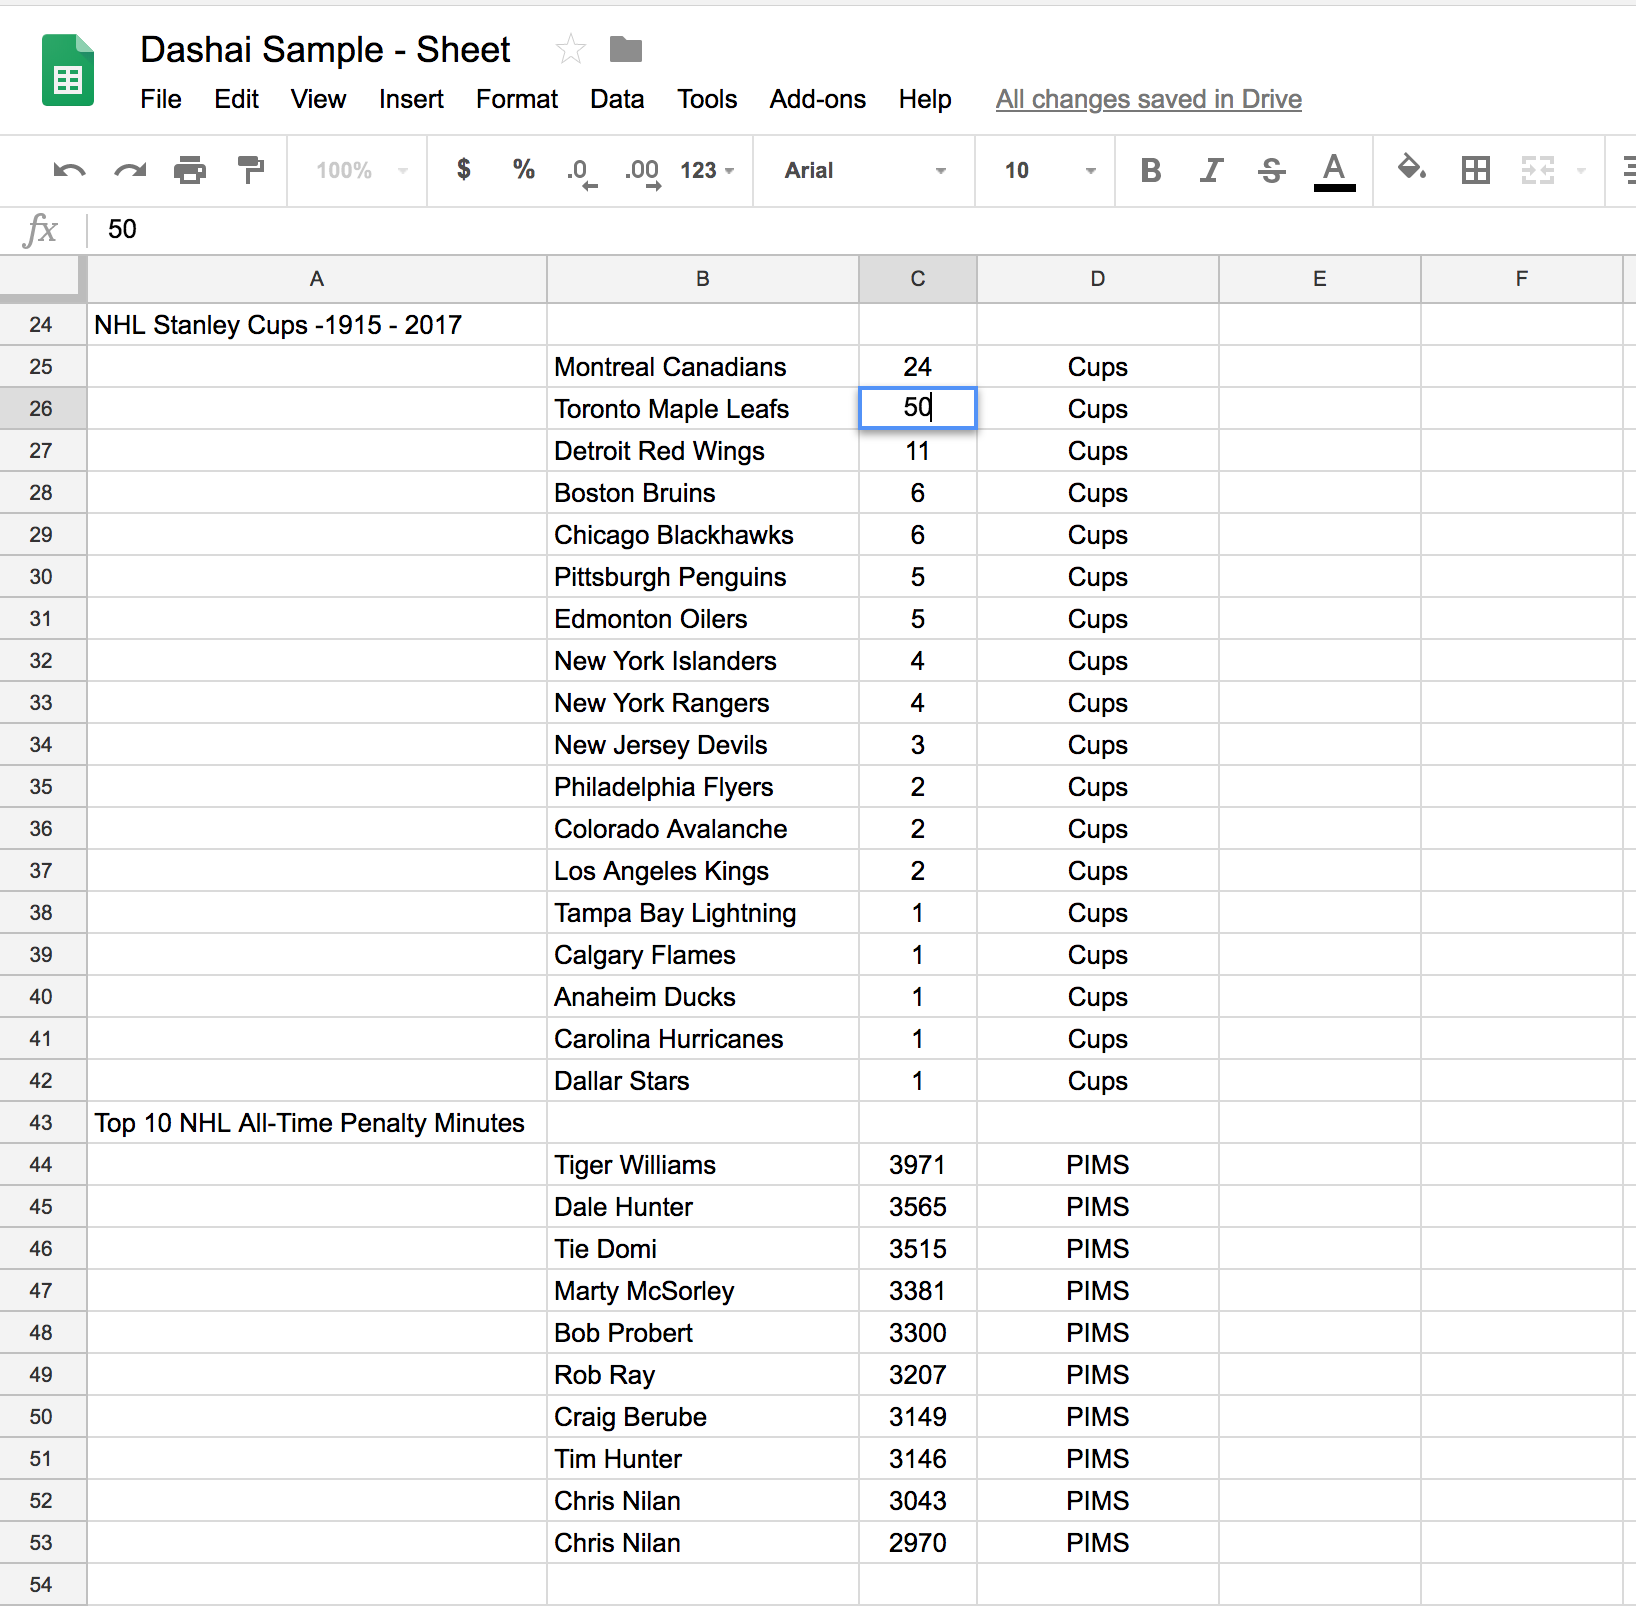 Dashai Sample - Sheet
File Edit View Insert Format Data Tools Add-ons Help All changes saved in Drive
100% $ % .0 .00 123 Arial 10 B I S A
fx 50
A B C D E F
24 NHL Stanley Cups -1915 - 2017
25 Montreal Canadians 24 Cups
26 Toronto Maple Leafs 50 Cups
27 Detroit Red Wings 11 Cups
28 Boston Bruins 6 Cups
29 Chicago Blackhawks 6 Cups
30 Pittsburgh Penguins 5 Cups
31 Edmonton Oilers 5 Cups
32 New York Islanders 4 Cups
33 New York Rangers 4 Cups
34 New Jersey Devils 3 Cups
35 Philadelphia Flyers 2 Cups
36 Colorado Avalanche 2 Cups
37 Los Angeles Kings 2 Cups
38 Tampa Bay Lightning 1 Cups
39 Calgary Flames 1 Cups
40 Anaheim Ducks 1 Cups
41 Carolina Hurricanes 1 Cups
42 Dallar Stars 1 Cups
43 Top 10 NHL All-Time Penalty Minutes
44 Tiger Williams 3971 PIMS
45 Dale Hunter 3565 PIMS
46 Tie Domi 3515 PIMS
47 Marty McSorley 3381 PIMS
48 Bob Probert 3300 PIMS
49 Rob Ray 3207 PIMS
50 Craig Berube 3149 PIMS
51 Tim Hunter 3146 PIMS
52 Chris Nilan 3043 PIMS
53 Chris Nilan 2970 PIMS
54